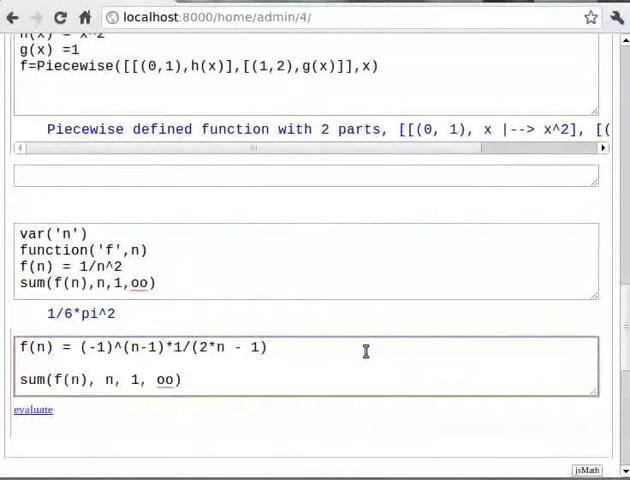 localhost:8000/home/admin/4/
h(x) = x^2
g(x) =1
f=Piecewise([[(0,1),h(x)],[(1,2),g(x)]],x)
Piecewise defined function with 2 parts, [[(0, 1), x |--> x^2], [(
var('n')
function('f',n)
f(n) = 1/n^2
sum(f(n),n,1,oo)
1/6*pi^2
f(n) = (-1)^(n-1)*1/(2*n - 1)
sum(f(n), n, 1, oo)
evaluate
jsMath